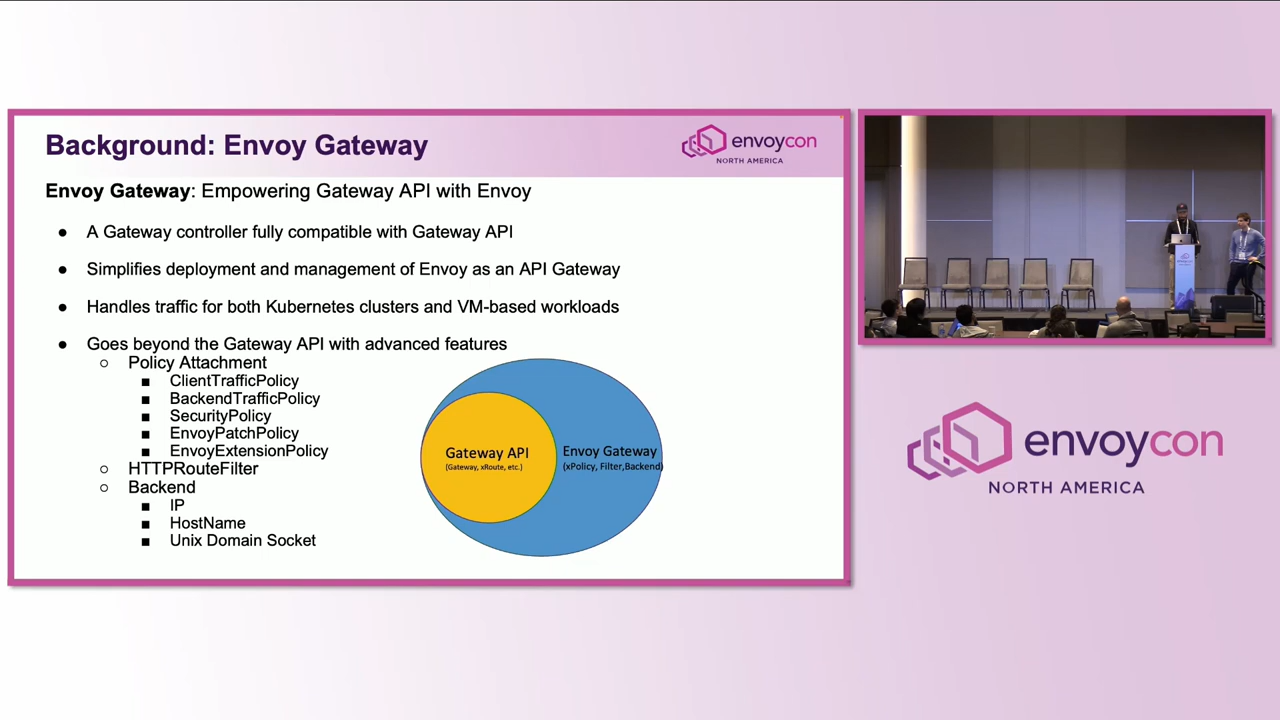 Background: Envoy Gateway
envoycon
NORTH AMERICA
Envoy Gateway: Empowering Gateway API with Envoy
● A Gateway controller fully compatible with Gateway API
● Simplifies deployment and management of Envoy as an API Gateway
● Handles traffic for both Kubernetes clusters and VM-based workloads
● Goes beyond the Gateway API with advanced features
○ Policy Attachment
■ ClientTrafficPolicy
■ BackendTrafficPolicy
■ SecurityPolicy
■ EnvoyPatchPolicy
■ EnvoyExtensionPolicy
○ HTTPRouteFilter
○ Backend
■ IP
■ HostName
■ Unix Domain Socket
Gateway API
(Gateway, xRoute, etc.)
Envoy Gateway
(xPolicy, Filter,Backend)
envoycon
NORTH AMERICA